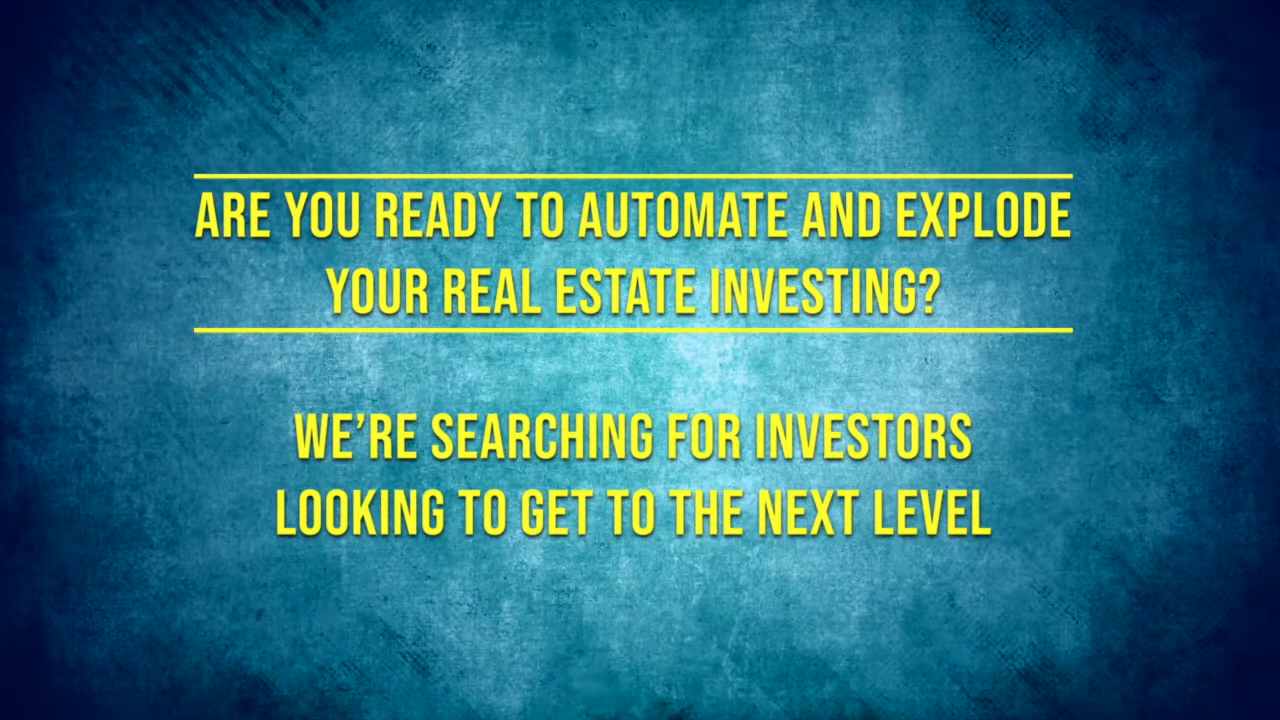 ARE YOU READY TO AUTOMATE AND EXPLODE
YOUR REAL ESTATE INVESTING?
WE’RE SEARCHING FOR INVESTORS
LOOKING TO GET TO THE NEXT LEVEL